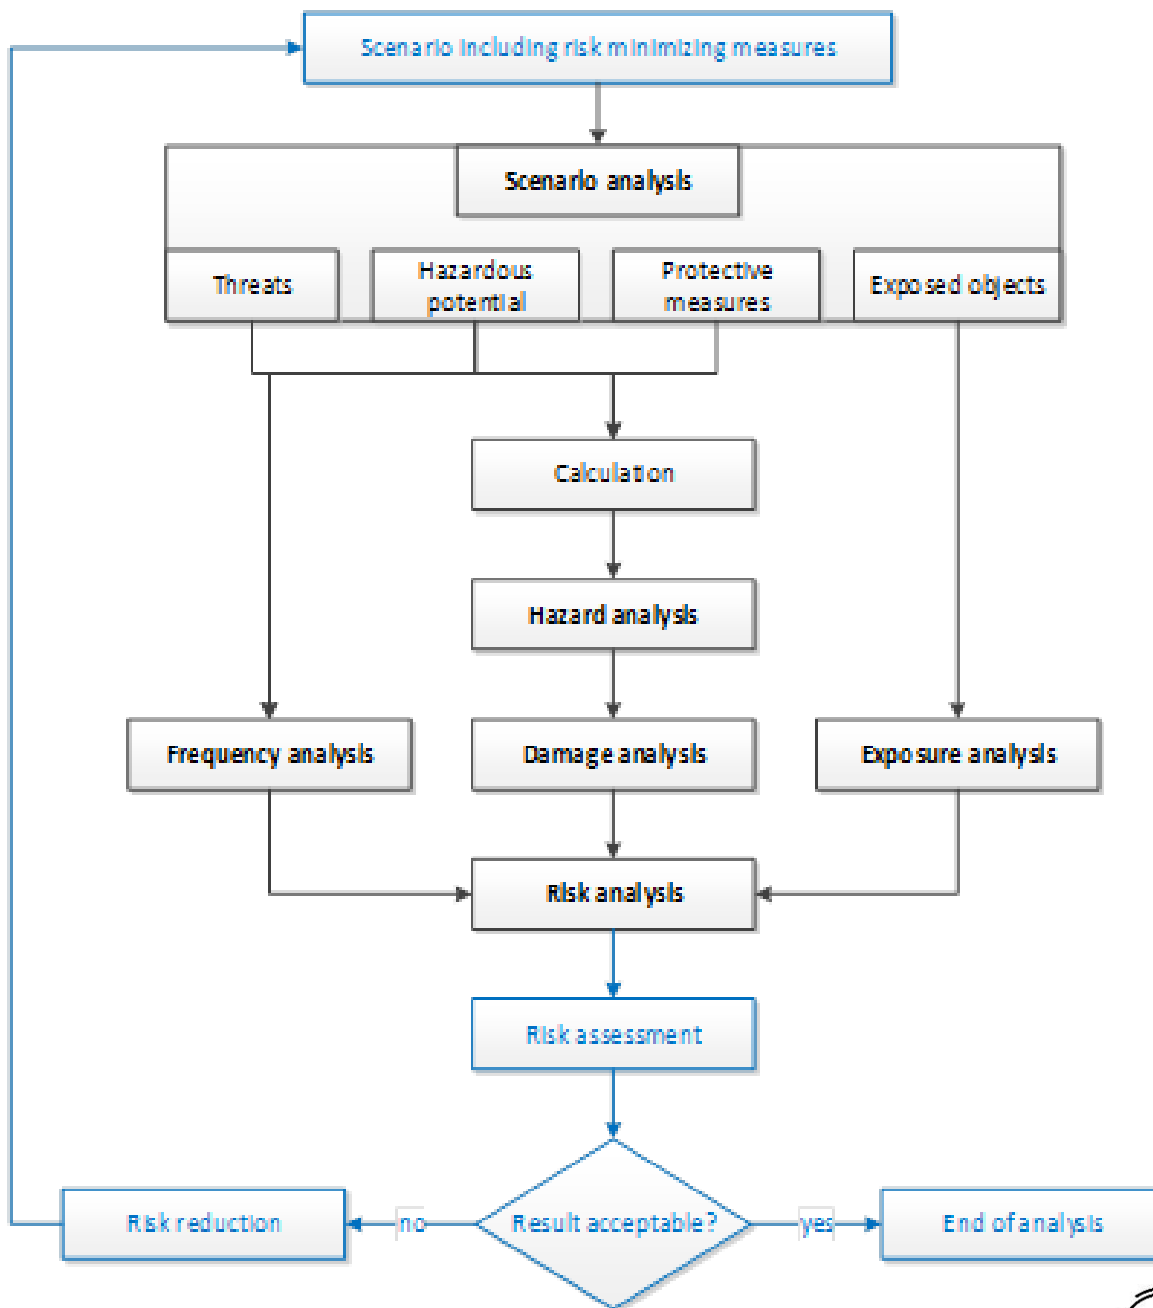 Scenario including risk minimizing measures
Scenario analysis
Threats
Hazardous
potential
Protective
measures
Exposed objects
Calculation
Hazard analysis
Frequency analysis
Damage analysis
Exposure analysis
Risk analysis
Risk assessment
Risk reduction
no
Result acceptable?
yes
End of analysis